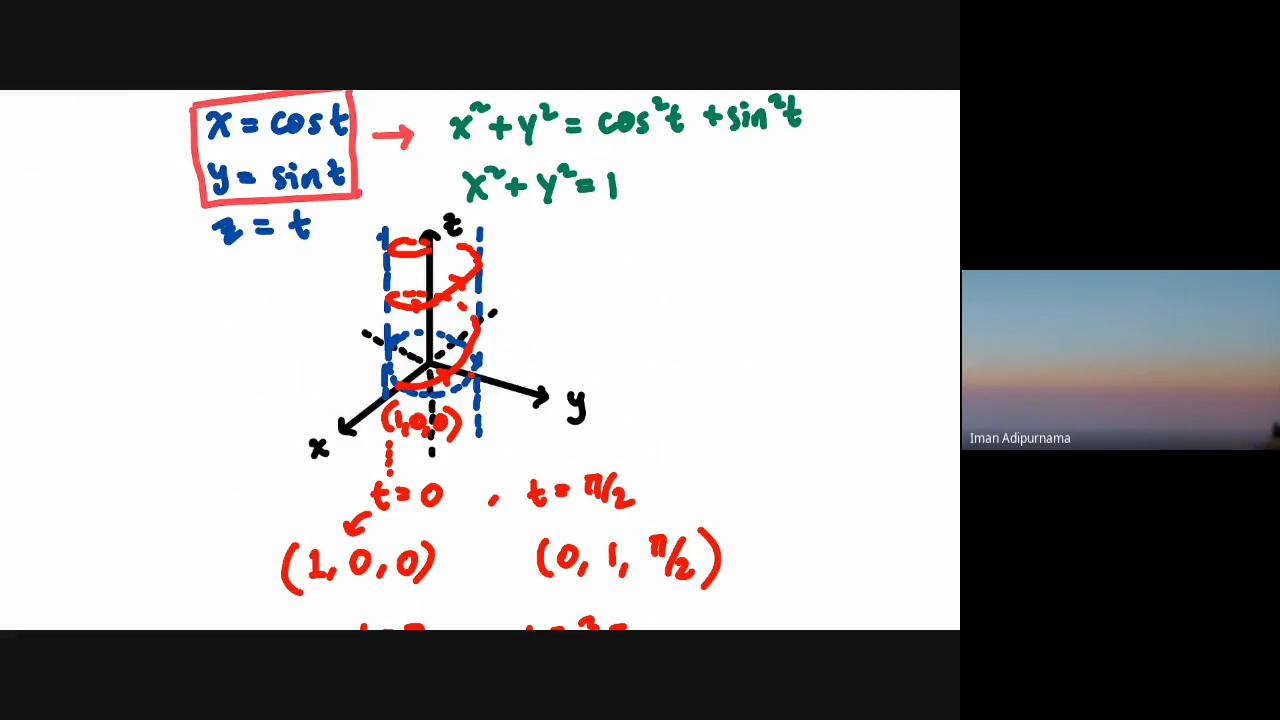 x = cos t → x² + y² = cos²t + sin²t
y = sin t x² + y² = 1
z = t
z
y
(1,0,0)
x
t = 0 , t = π/2
(1, 0, 0) (0, 1, π/2)
Iman Adipurnama